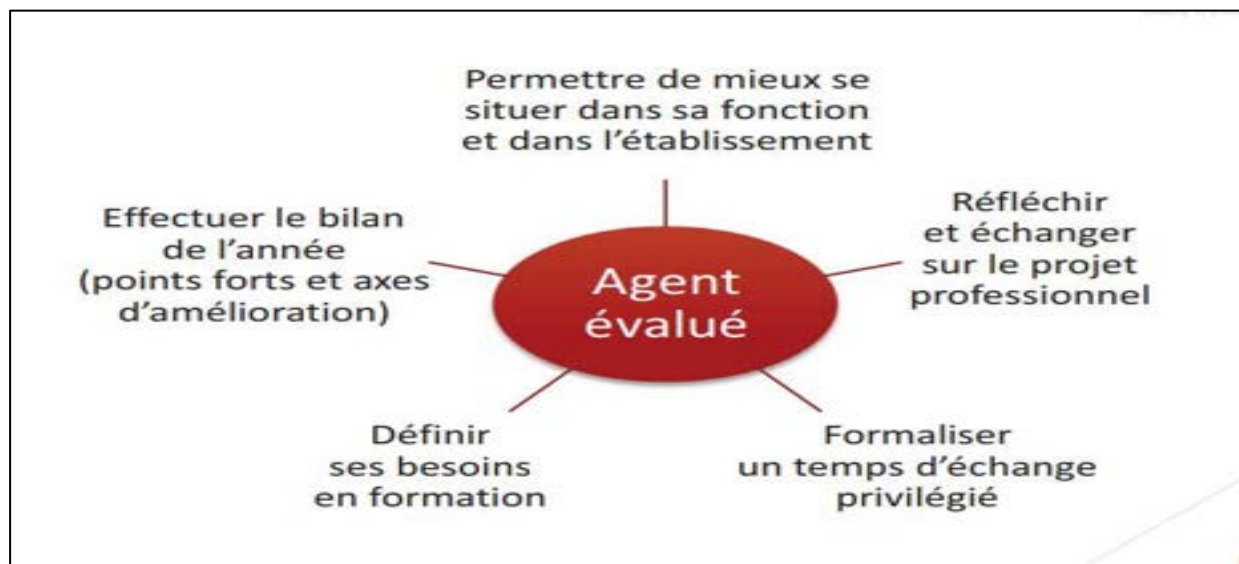 Permettre de mieux se
situer dans sa fonction
et dans l'établissement
Effectuer le bilan
de l'année
(points forts et axes
d'amélioration)
Réfléchir
et échanger
sur le projet
professionnel
Agent
évalué
Définir
ses besoins
en formation
Formaliser
un temps d'échange
privilégié